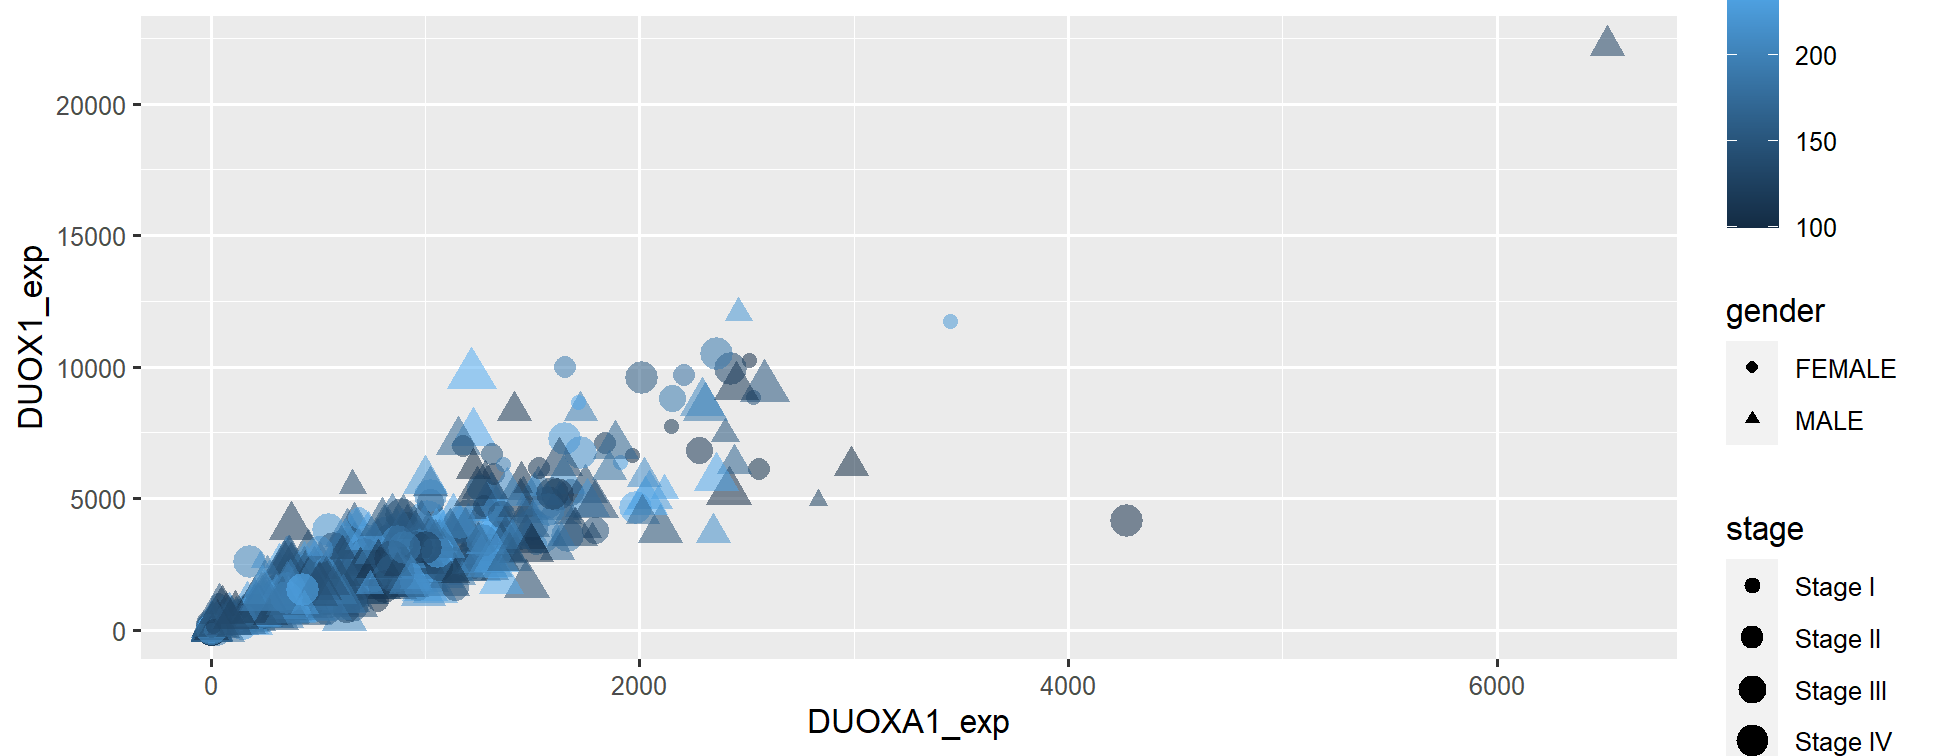 20000
15000
10000
5000
0
DUOX1_exp
0
2000
4000
6000
DUOXA1_exp
200
150
100
gender
FEMALE
MALE
stage
Stage I
Stage II
Stage III
Stage IV